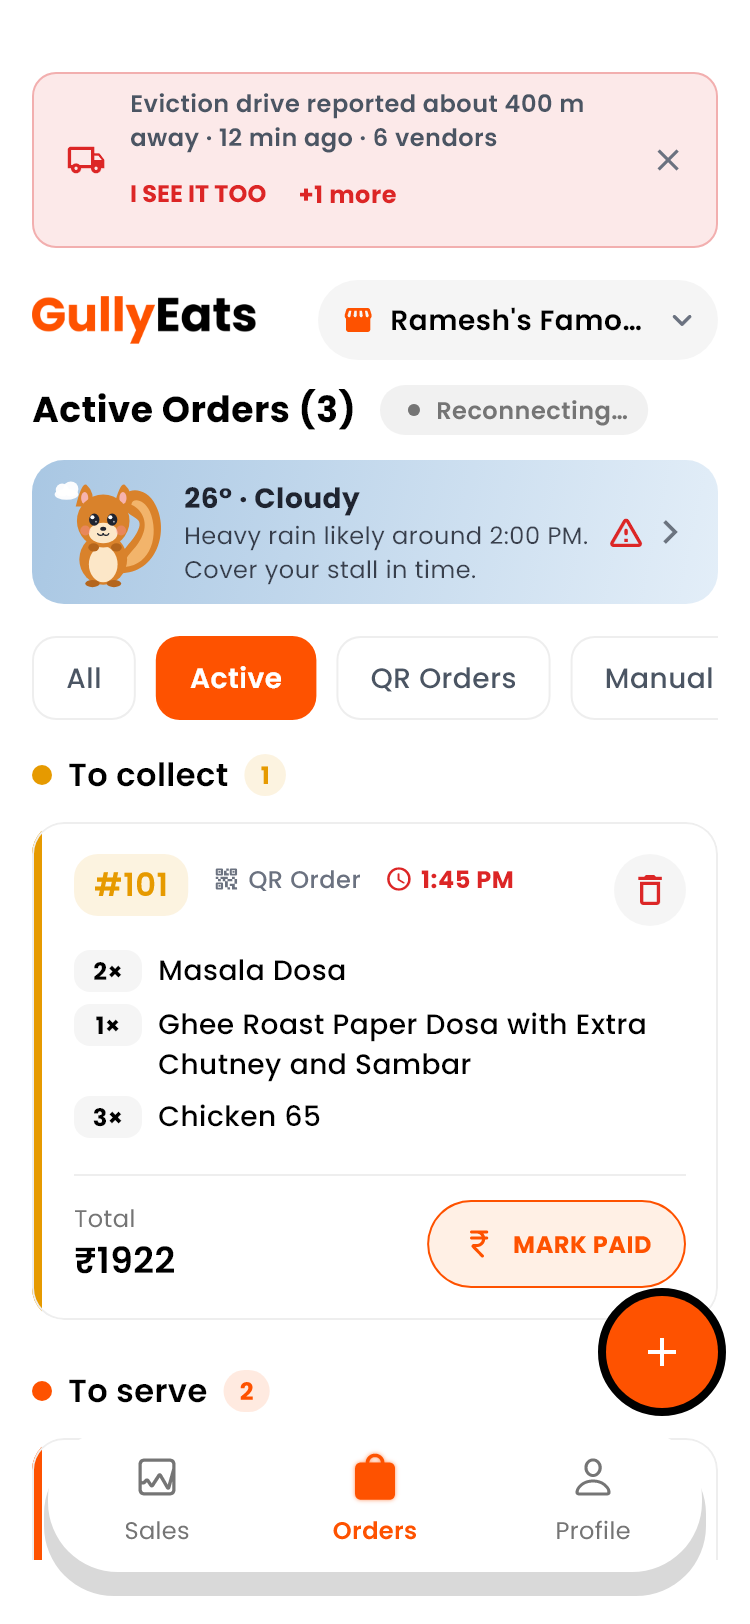 Eviction drive reported about 400 m
away · 12 min ago · 6 vendors
I SEE IT TOO +1 more
GullyEats
Ramesh's Famo...
Active Orders (3)
Reconnecting...
26° · Cloudy
Heavy rain likely around 2:00 PM.
Cover your stall in time.
All Active QR Orders Manual
To collect 1
#101 QR Order 1:45 PM
2× Masala Dosa
1× Ghee Roast Paper Dosa with Extra
Chutney and Sambar
3× Chicken 65
Total
₹1922
₹ MARK PAID
+
To serve 2
Sales Orders Profile